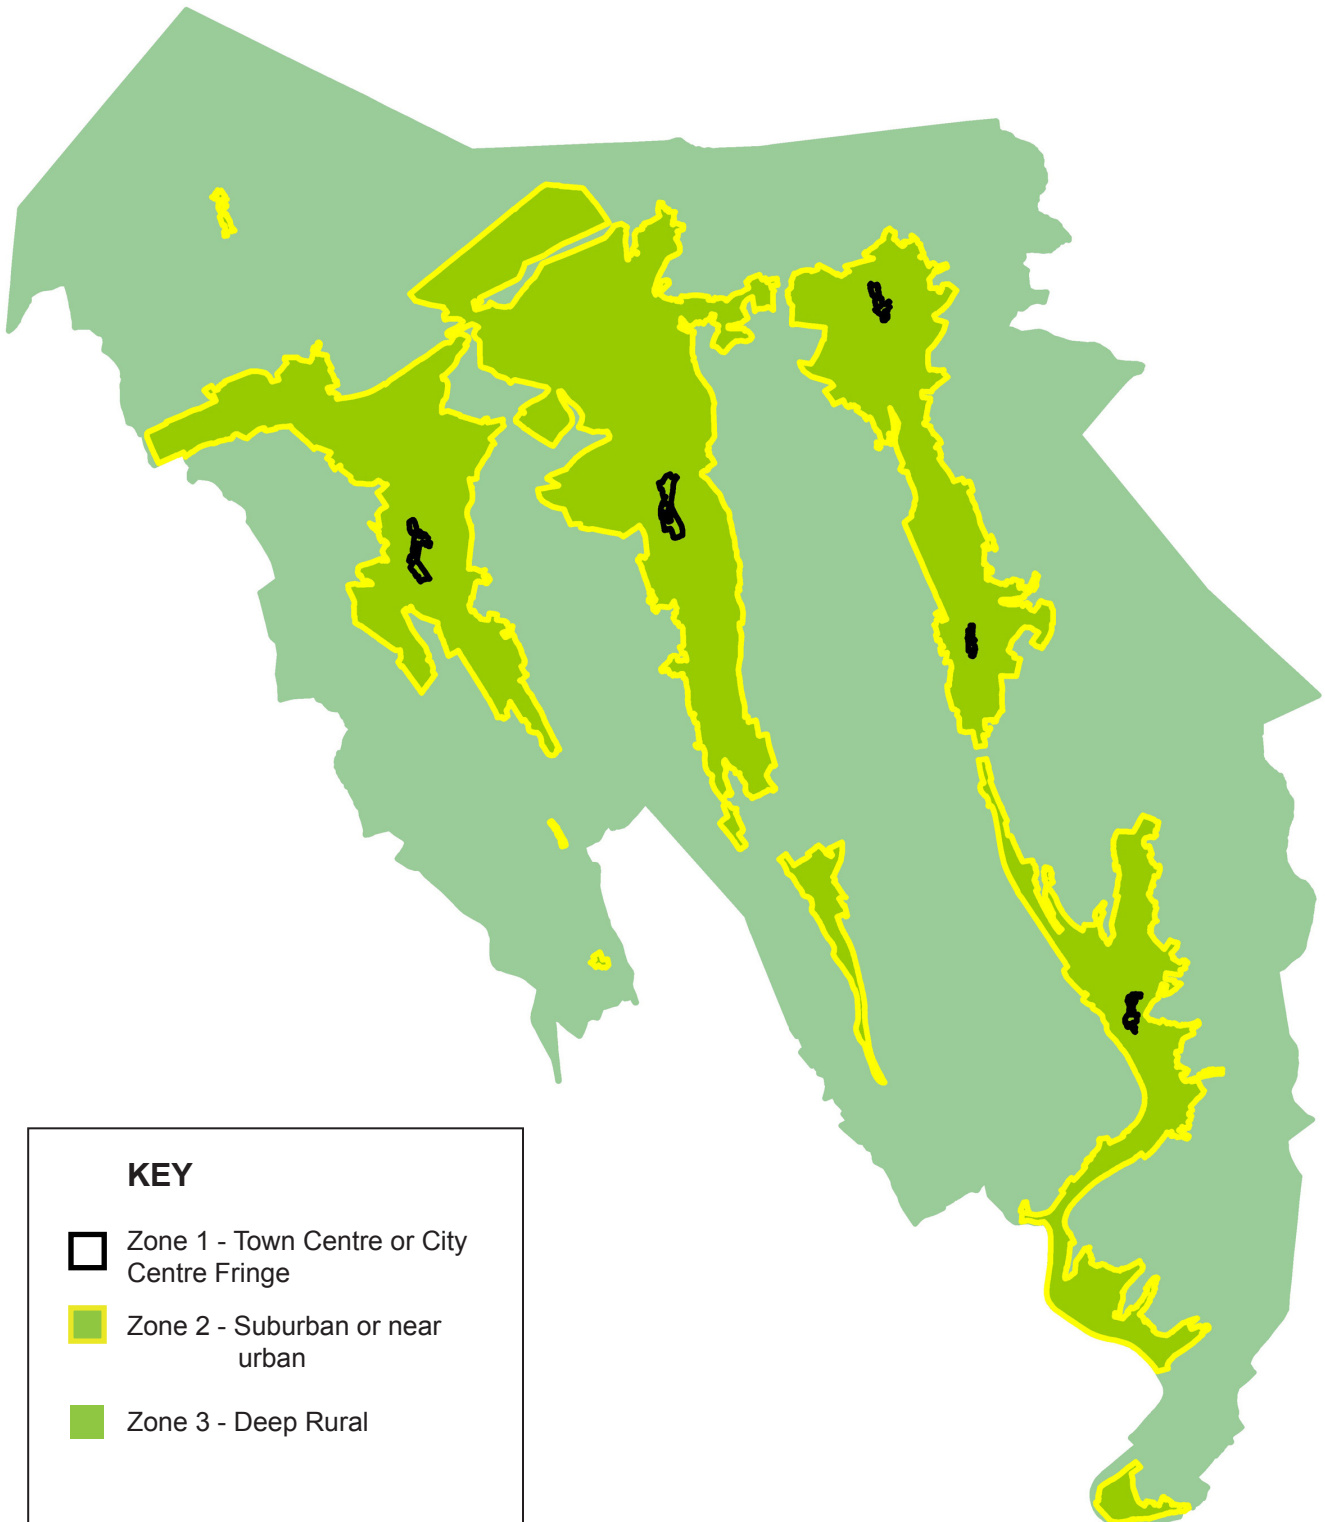 KEY
Zone 1 - Town Centre or City
Centre Fringe
Zone 2 - Suburban or near
urban
Zone 3 - Deep Rural